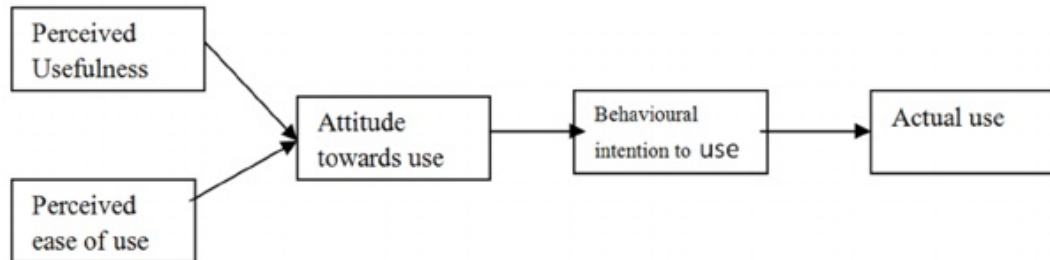 Perceived
Usefulness
Attitude
towards use
Behavioural
intention to use
Actual use
Perceived
ease of use